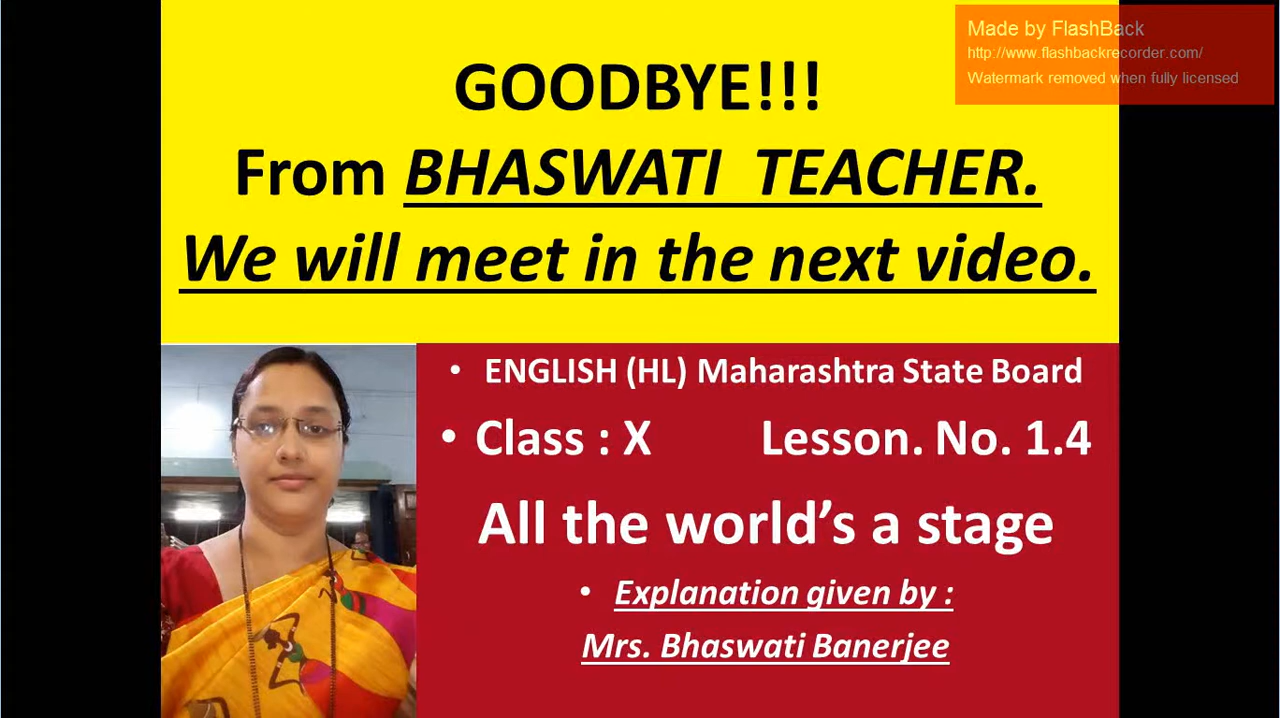 Made by FlashBack
http://www.flashbackrecorder.com/
Watermark removed when fully licensed
GOODBYE!!!
From BHASWATI TEACHER.
We will meet in the next video.
• ENGLISH (HL) Maharashtra State Board
• Class : X Lesson. No. 1.4
All the world’s a stage
• Explanation given by :
Mrs. Bhaswati Banerjee